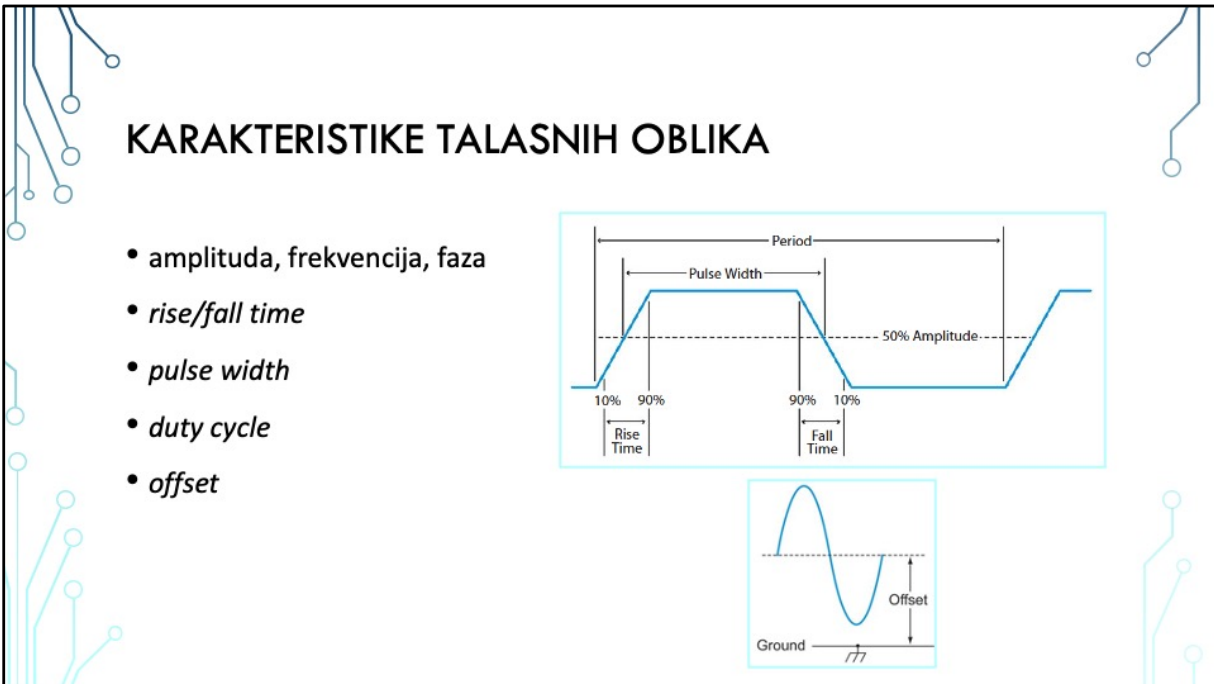 KARAKTERISTIKE TALASNIH OBLIKA
• amplituda, frekvencija, faza
• rise/fall time
• pulse width
• duty cycle
• offset
Period
Pulse Width
50% Amplitude
10% 90% 90% 10%
Rise Time
Fall Time
Offset
Ground